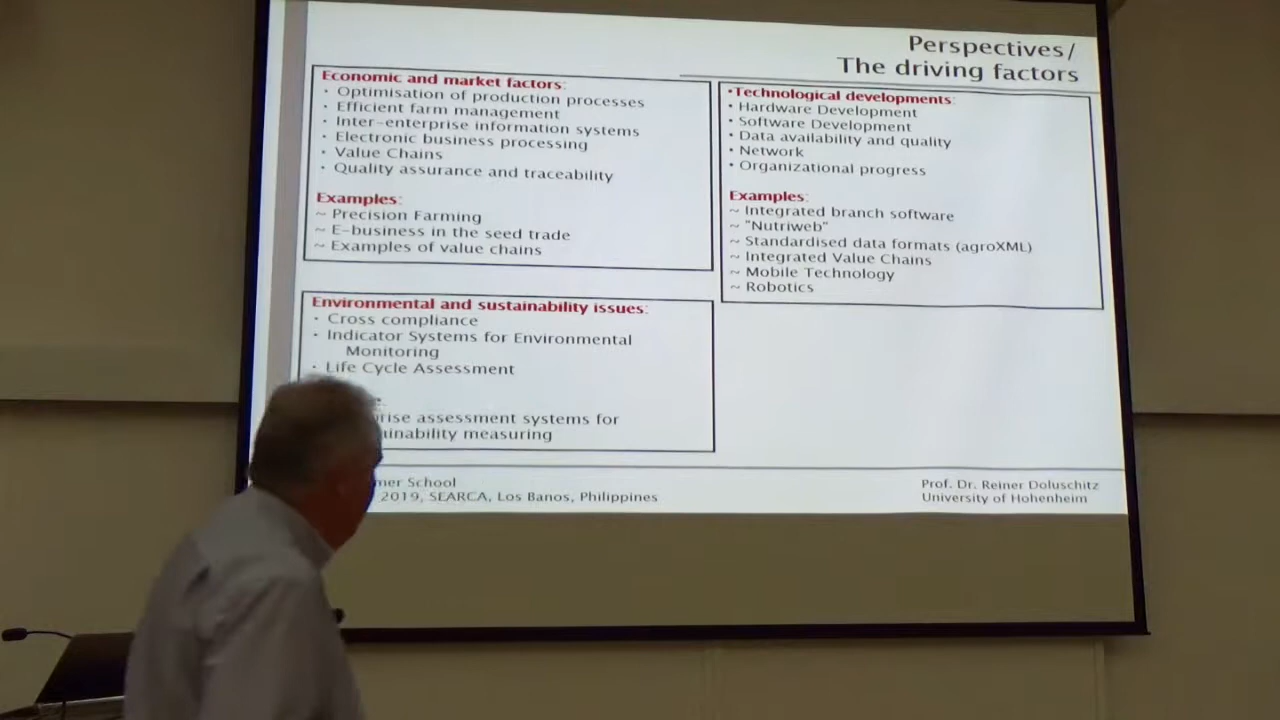 Perspectives/
The driving factors
Economic and market factors:
· Optimisation of production processes
· Efficient farm management
· Inter-enterprise information systems
· Electronic business processing
· Value Chains
· Quality assurance and traceability
Examples:
~ Precision Farming
~ E-business in the seed trade
~ Examples of value chains
•Technological developments:
• Hardware Development
• Software Development
• Data availability and quality
• Network
• Organizational progress
Examples:
~ Integrated branch software
~ "Nutriweb"
~ Standardised data formats (agroXML)
~ Integrated Value Chains
~ Mobile Technology
~ Robotics
Environmental and sustainability issues:
· Cross compliance
· Indicator Systems for Environmental
Monitoring
· Life Cycle Assessment
assessment systems for
measuring
School
2019, SEARCA, Los Banos, Philippines
Prof. Dr. Reiner Doluschitz
University of Hohenheim